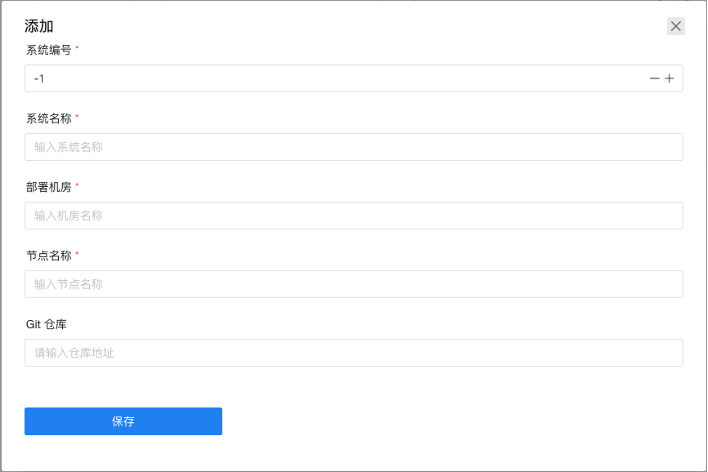 添加
系统编号 *
-1
系统名称 *
输入系统名称
部署机房 *
输入机房名称
节点名称 *
输入节点名称
Git 仓库
请输入仓库地址
保存